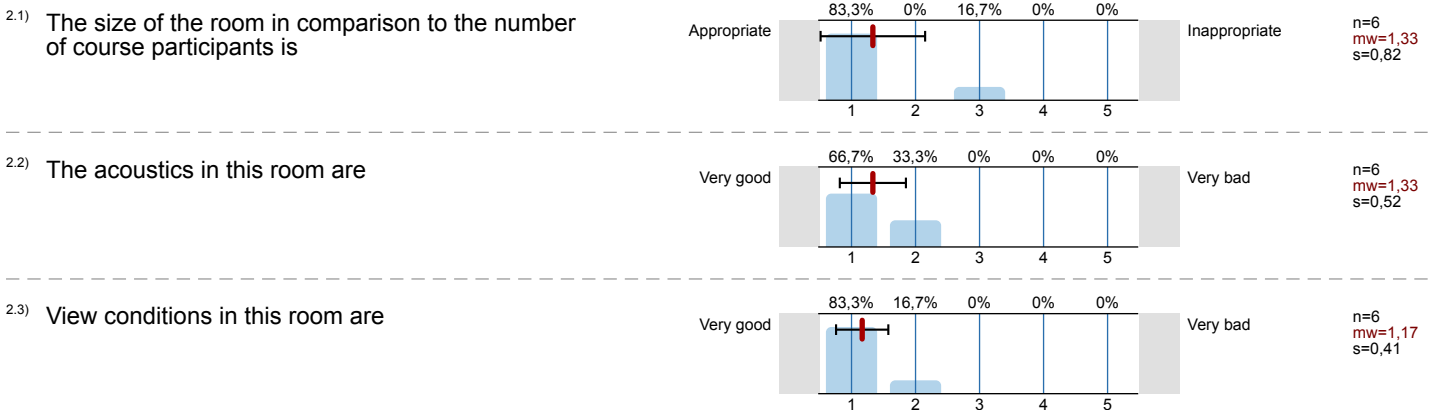 2.1) The size of the room in comparison to the number
of course participants is
83,3% 0% 16,7% 0% 0%
Appropriate
Inappropriate
n=6
mw=1,33
s=0,82
1 2 3 4 5
2.2) The acoustics in this room are
66,7% 33,3% 0% 0% 0%
Very good
Very bad
n=6
mw=1,33
s=0,52
1 2 3 4 5
2.3) View conditions in this room are
83,3% 16,7% 0% 0% 0%
Very good
Very bad
n=6
mw=1,17
s=0,41
1 2 3 4 5